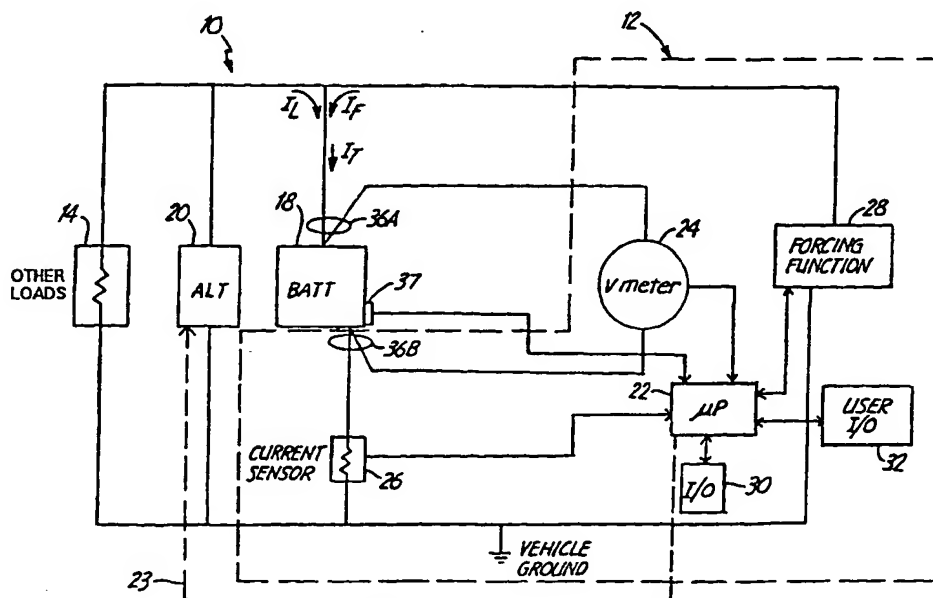 10
12
I_L
I_F
I_T
14
20
18
36A
24
28
OTHER
LOADS
ALT
BATT
37
V meter
FORCING
FUNCTION
36B
22
μP
USER
I/O
32
CURRENT
SENSOR
26
I/O
30
VEHICLE
GROUND
23